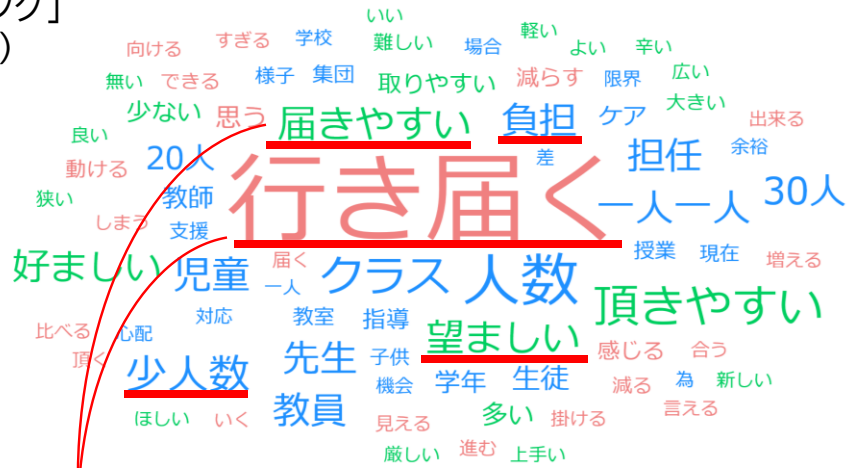 ング］
）
いい
軽い
向ける すぎる 学校 難しい 場合 よい 辛い
無い できる 様子 集団 取りやすい 減らす 限界 広い
少ない 思う 届きやすい 負担 ケア 大きい 出来る
良い
動ける 20人 行き届く 差 担任 余裕
狭い 教師 一人一人 30人
しまう 支援
好ましい 児童 届く クラス 人数 授業 現在 増える
一人 頂きやすい
比べる 心配 対応 教室 指導 望ましい
頂く 少人数 先生 子供 感じる 合う
機会 学年 生徒 減る 為 新しい
ほしい いく 教員 見える 多い 掛ける 言える
厳しい 進む 上手い